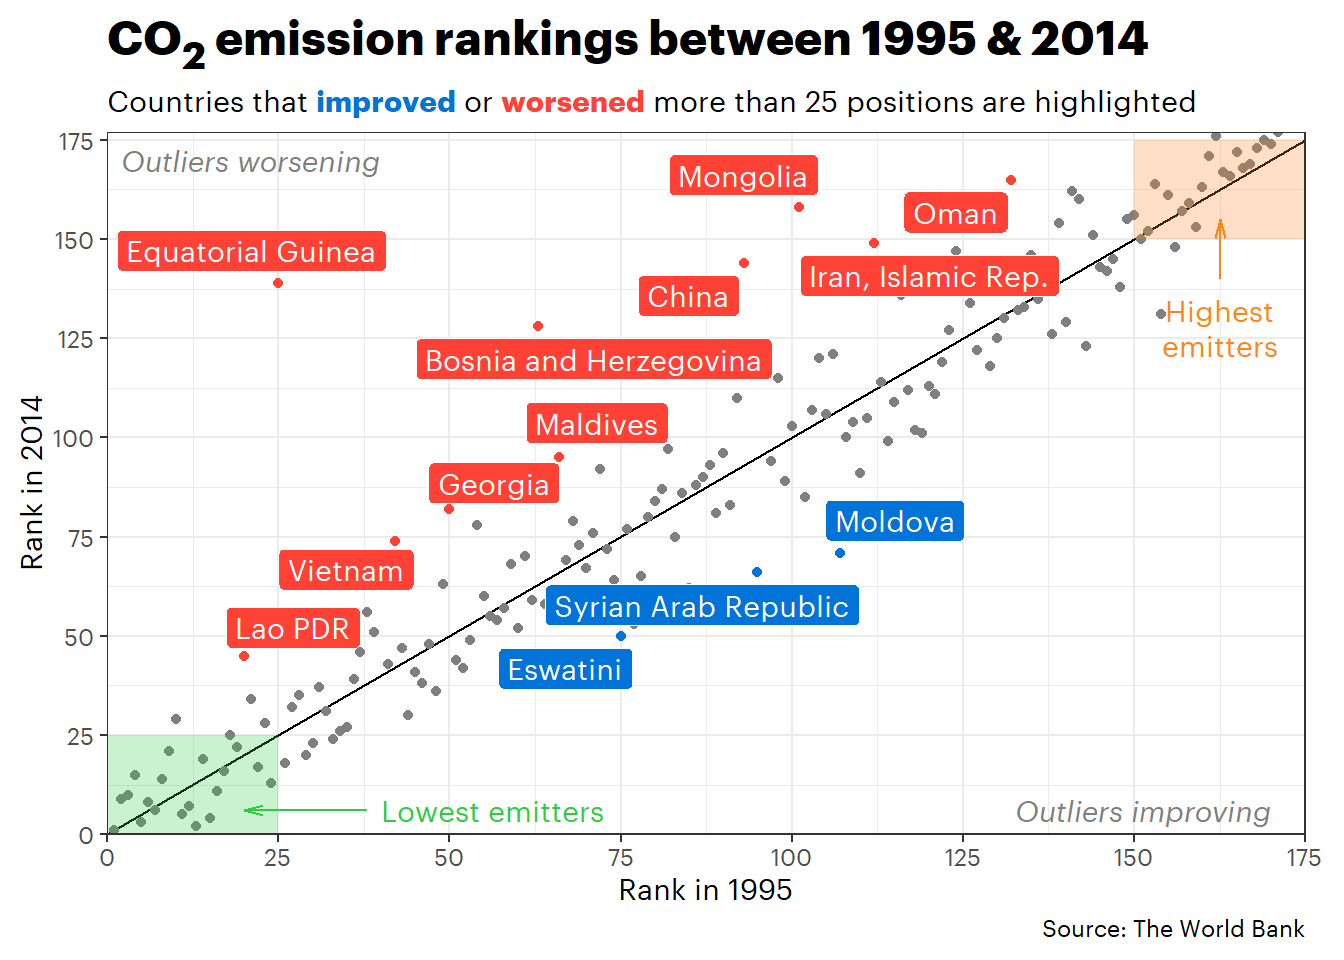 CO₂ emission rankings between 1995 & 2014
Countries that improved or worsened more than 25 positions are highlighted
Outliers worsening
Mongolia
Oman
Equatorial Guinea
Iran, Islamic Rep.
China
Highest
emitters
Bosnia and Herzegovina
Maldives
Georgia
Moldova
Vietnam
Syrian Arab Republic
Lao PDR
Eswatini
Lowest emitters
Outliers improving
Rank in 2014
175
150
125
100
75
50
25
0
0 25 50 75 100 125 150 175
Rank in 1995
Source: The World Bank